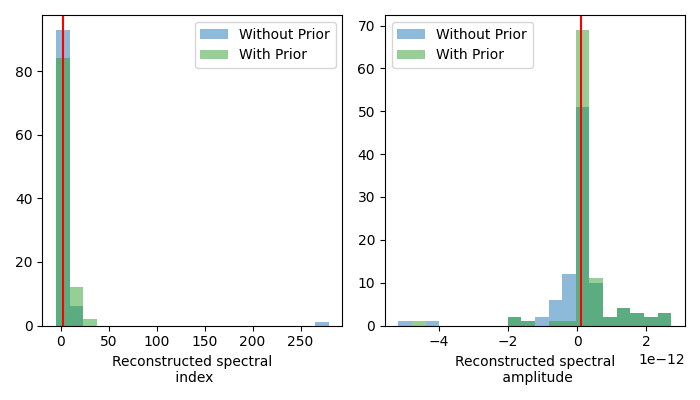 Without Prior
With Prior
80
60
40
20
0
0 50 100 150 200 250
Reconstructed spectral
index
Without Prior
With Prior
70
60
50
40
30
20
10
0
−4 −2 0 2
1e−12
Reconstructed spectral
amplitude